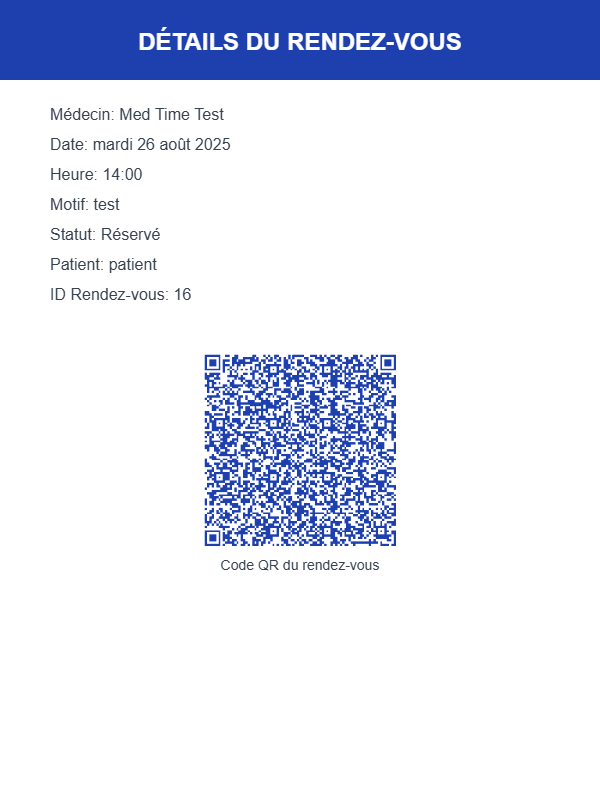 DÉTAILS DU RENDEZ-VOUS
Médecin: Med Time Test
Date: mardi 26 août 2025
Heure: 14:00
Motif: test
Statut: Réservé
Patient: patient
ID Rendez-vous: 16
Code QR du rendez-vous